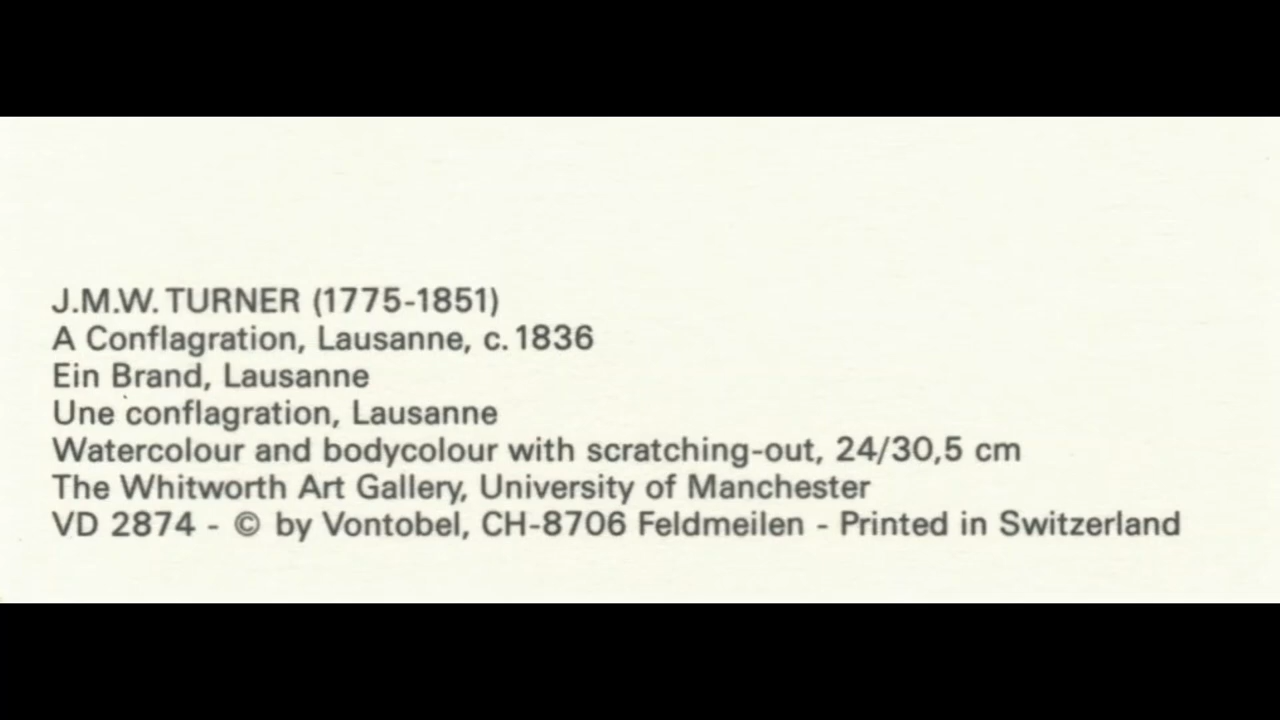 J.M.W. TURNER (1775-1851)
A Conflagration, Lausanne, c. 1836
Ein Brand, Lausanne
Une conflagration, Lausanne
Watercolour and bodycolour with scratching-out, 24/30,5 cm
The Whitworth Art Gallery, University of Manchester
VD 2874 - © by Vontobel, CH-8706 Feldmeilen - Printed in Switzerland